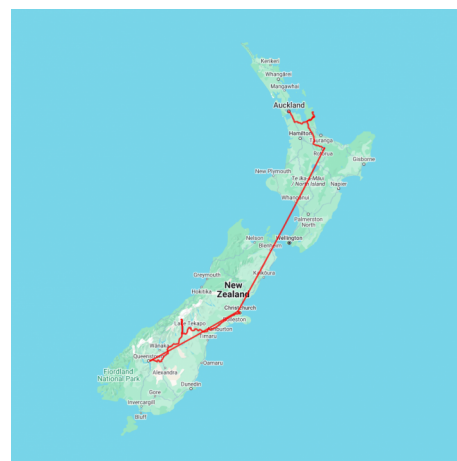 Kerikeri
Whangārei
Mangawhai
Auckland
Hamilton
Tauranga
Rotorua
Gisborne
New Plymouth
Te Ika-a-Māui
/ North Island
Napier
Whanganui
Palmerston
North
Nelson
Wellington
Blenheim
Greymouth
Kaikōura
Hokitika
New
Zealand
Christchurch
Lake Tekapo
Timaru
Wānaka
Queenstown
Oamaru
Fiordland
National Park
Alexandra
Dunedin
Gore
Invercargill
Bluff